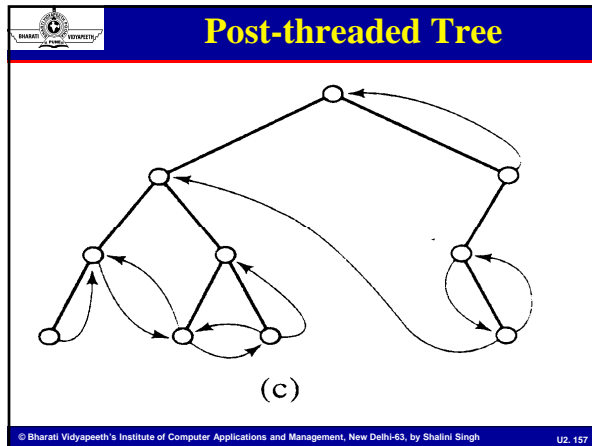 BHARATI
VIDYAPEETH
PUNE
Post-threaded Tree
(c)
© Bharati Vidyapeeth's Institute of Computer Applications and Management, New Delhi-63, by Shalini Singh
U2. 157